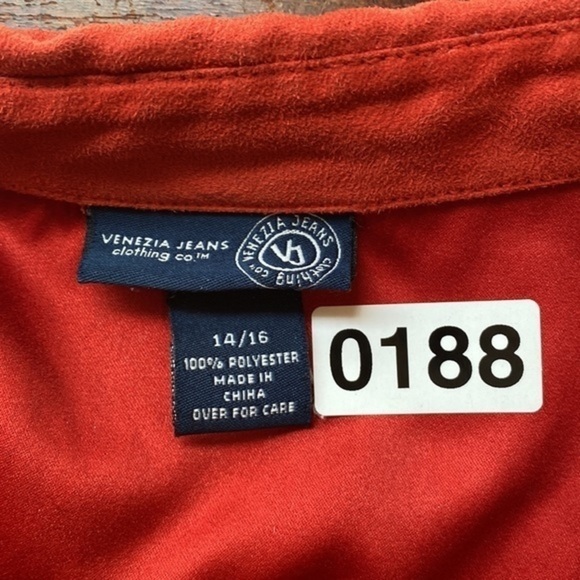 VENEZIA JEANS
clothing co.™
VENEZIA JEANS
VJ
clothing co™
14/16
100% POLYESTER
MADE IN
CHINA
OVER FOR CARE
0188